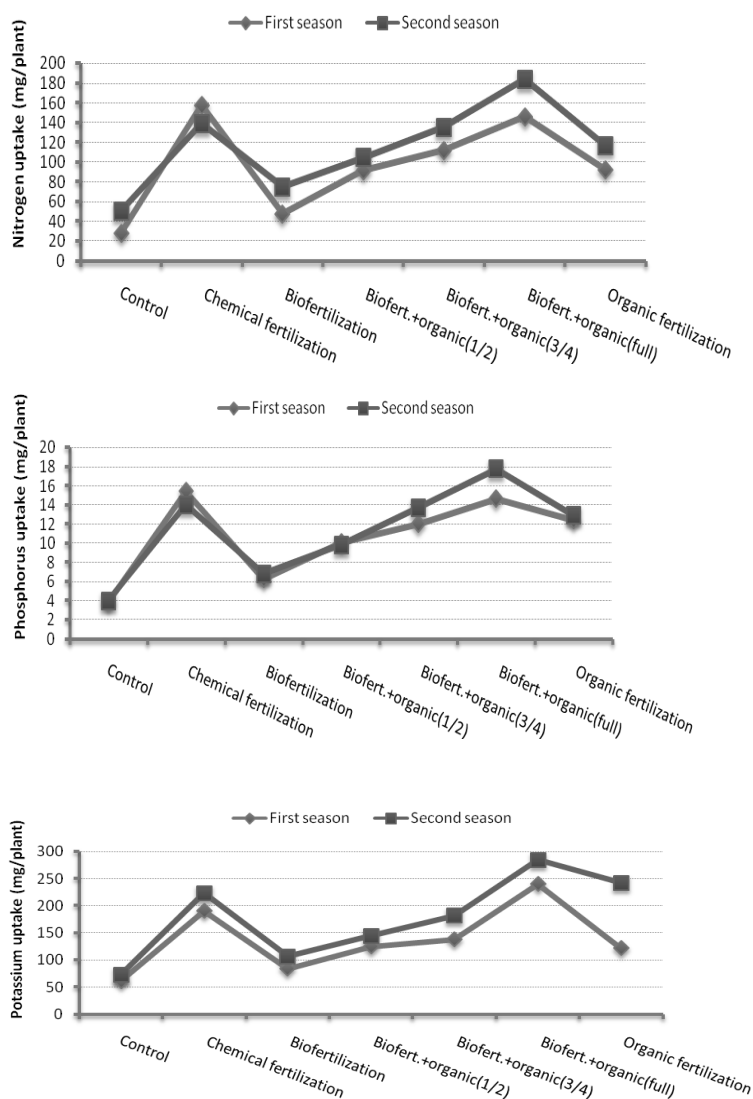 First season Second season
Nitrogen uptake (mg/plant)
200
180
160
140
120
100
80
60
40
20
0
Control
Chemical fertilization
Biofertilization
Biofert.+organic(1/2)
Biofert.+organic(3/4)
Biofert.+organic(full)
Organic fertilization
First season Second season
Phosphorus uptake (mg/plant)
20
18
16
14
12
10
8
6
4
2
0
Control
Chemical fertilization
Biofertilization
Biofert.+organic(1/2)
Biofert.+organic(3/4)
Biofert.+organic(full)
Organic fertilization
First season Second season
Potassium uptake (mg/plant)
300
250
200
150
100
50
0
Control
Chemical fertilization
Biofertilization
Biofert.+organic(1/2)
Biofert.+organic(3/4)
Biofert.+organic(full)
Organic fertilization